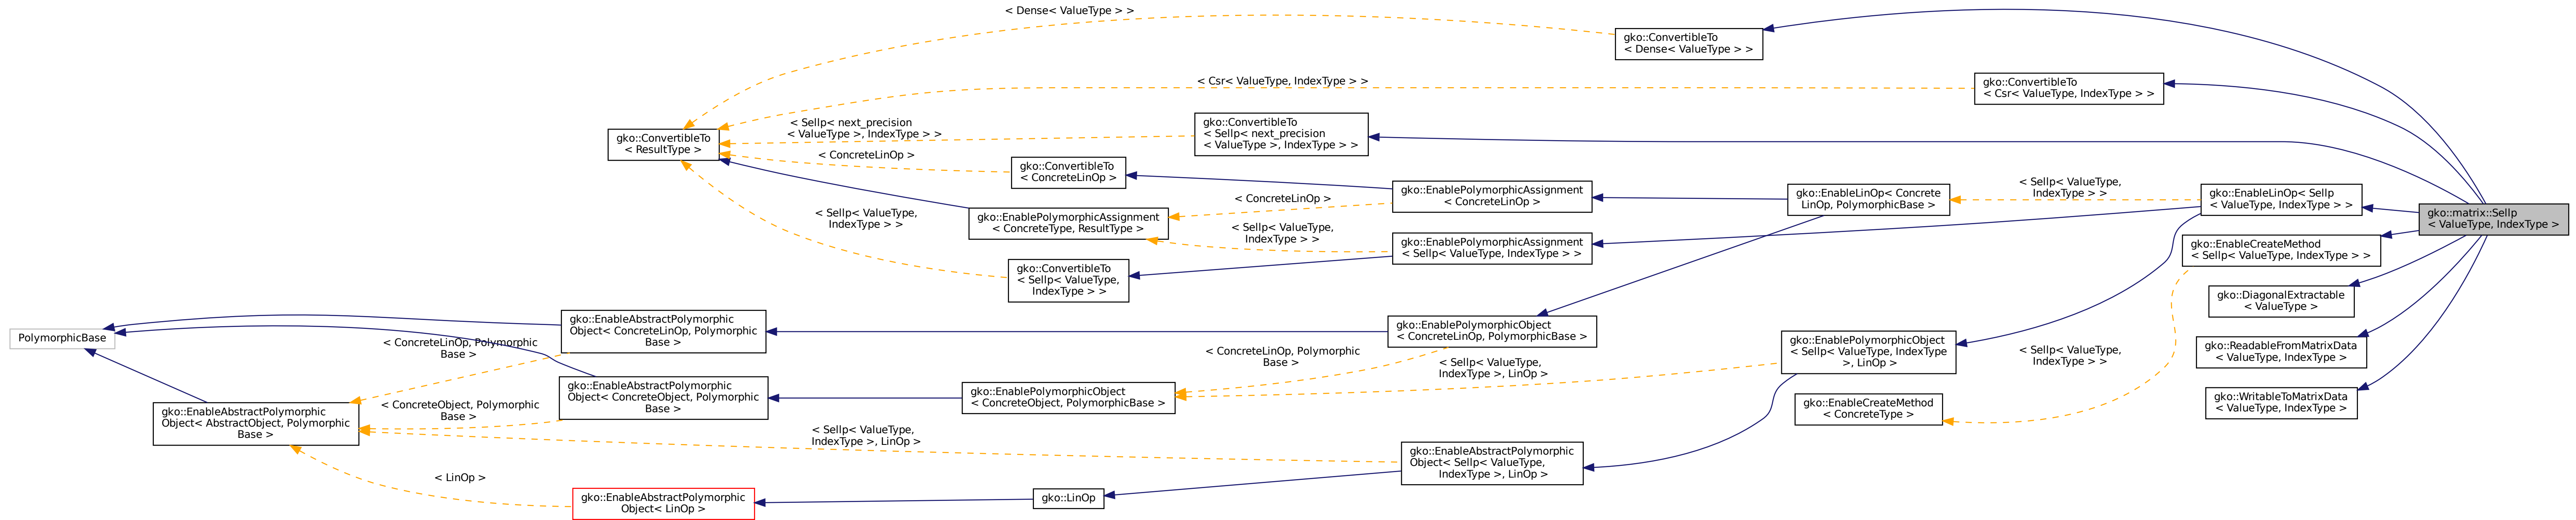 < Dense< ValueType > >
gko::ConvertibleTo
< Dense< ValueType > >
< Csr< ValueType, IndexType > >
gko::ConvertibleTo
< Csr< ValueType, IndexType > >
< Sellp< next_precision
< ValueType >, IndexType > >
gko::ConvertibleTo
< Sellp< next_precision
< ValueType >, IndexType > >
gko::ConvertibleTo
< ResultType >
< ConcreteLinOp >
gko::ConvertibleTo
< ConcreteLinOp >
gko::EnablePolymorphicAssignment
< ConcreteLinOp >
gko::EnableLinOp< Concrete
LinOp, PolymorphicBase >
< Sellp< ValueType,
IndexType > >
gko::EnableLinOp< Sellp
< ValueType, IndexType > >
gko::matrix::Sellp
< ValueType, IndexType >
< Sellp< ValueType,
IndexType > >
gko::EnablePolymorphicAssignment
< ConcreteType, ResultType >
< ConcreteLinOp >
< Sellp< ValueType,
IndexType > >
gko::EnablePolymorphicAssignment
< Sellp< ValueType, IndexType > >
gko::EnableCreateMethod
< Sellp< ValueType, IndexType > >
gko::ConvertibleTo
< Sellp< ValueType,
IndexType > >
gko::DiagonalExtractable
< ValueType >
PolymorphicBase
gko::EnableAbstractPolymorphic
Object< ConcreteLinOp, Polymorphic
Base >
gko::EnablePolymorphicObject
< ConcreteLinOp, PolymorphicBase >
gko::EnablePolymorphicObject
< Sellp< ValueType, IndexType
>, LinOp >
gko::ReadableFromMatrixData
< ValueType, IndexType >
< ConcreteLinOp, Polymorphic
Base >
< ConcreteLinOp, Polymorphic
Base >
< Sellp< ValueType,
IndexType >, LinOp >
< Sellp< ValueType,
IndexType > >
gko::EnableAbstractPolymorphic
Object< ConcreteObject, Polymorphic
Base >
gko::EnablePolymorphicObject
< ConcreteObject, PolymorphicBase >
gko::EnableCreateMethod
< ConcreteType >
gko::WritableToMatrixData
< ValueType, IndexType >
gko::EnableAbstractPolymorphic
Object< AbstractObject, Polymorphic
Base >
< ConcreteObject, Polymorphic
Base >
< Sellp< ValueType,
IndexType >, LinOp >
gko::EnableAbstractPolymorphic
Object< Sellp< ValueType,
IndexType >, LinOp >
< LinOp >
gko::EnableAbstractPolymorphic
Object< LinOp >
gko::LinOp